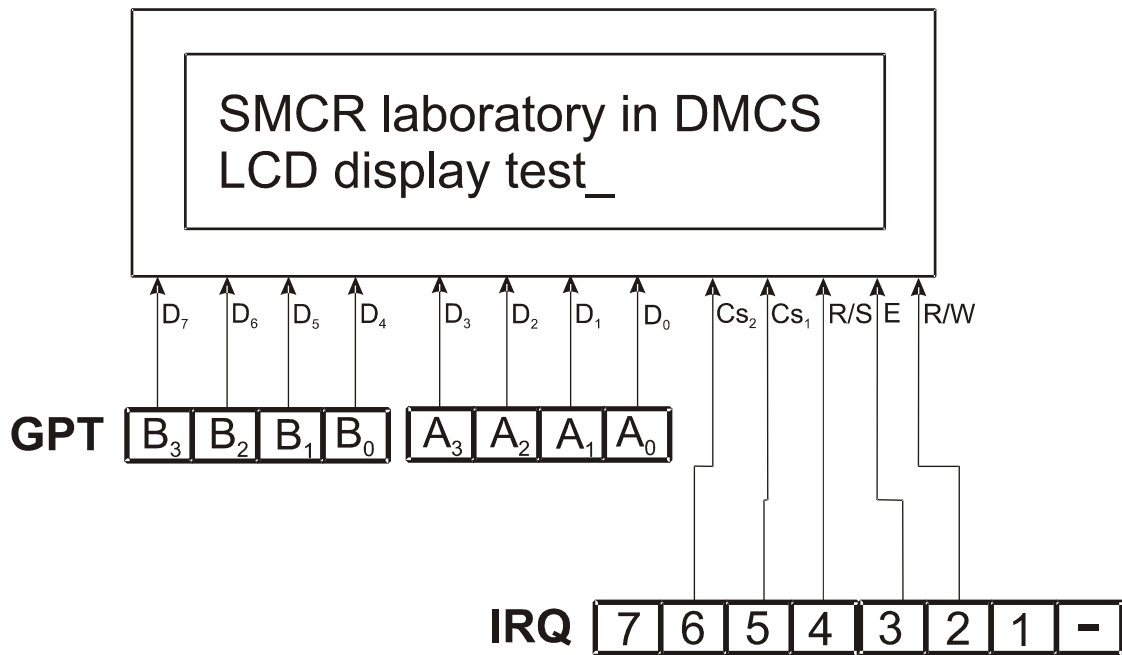 SMCR laboratory in DMCS
LCD display test_
D₇ D₆ D₅ D₄ D₃ D₂ D₁ D₀ Cs₂ Cs₁ R/S E R/W
GPT B₃ B₂ B₁ B₀ A₃ A₂ A₁ A₀
IRQ 7 6 5 4 3 2 1 -